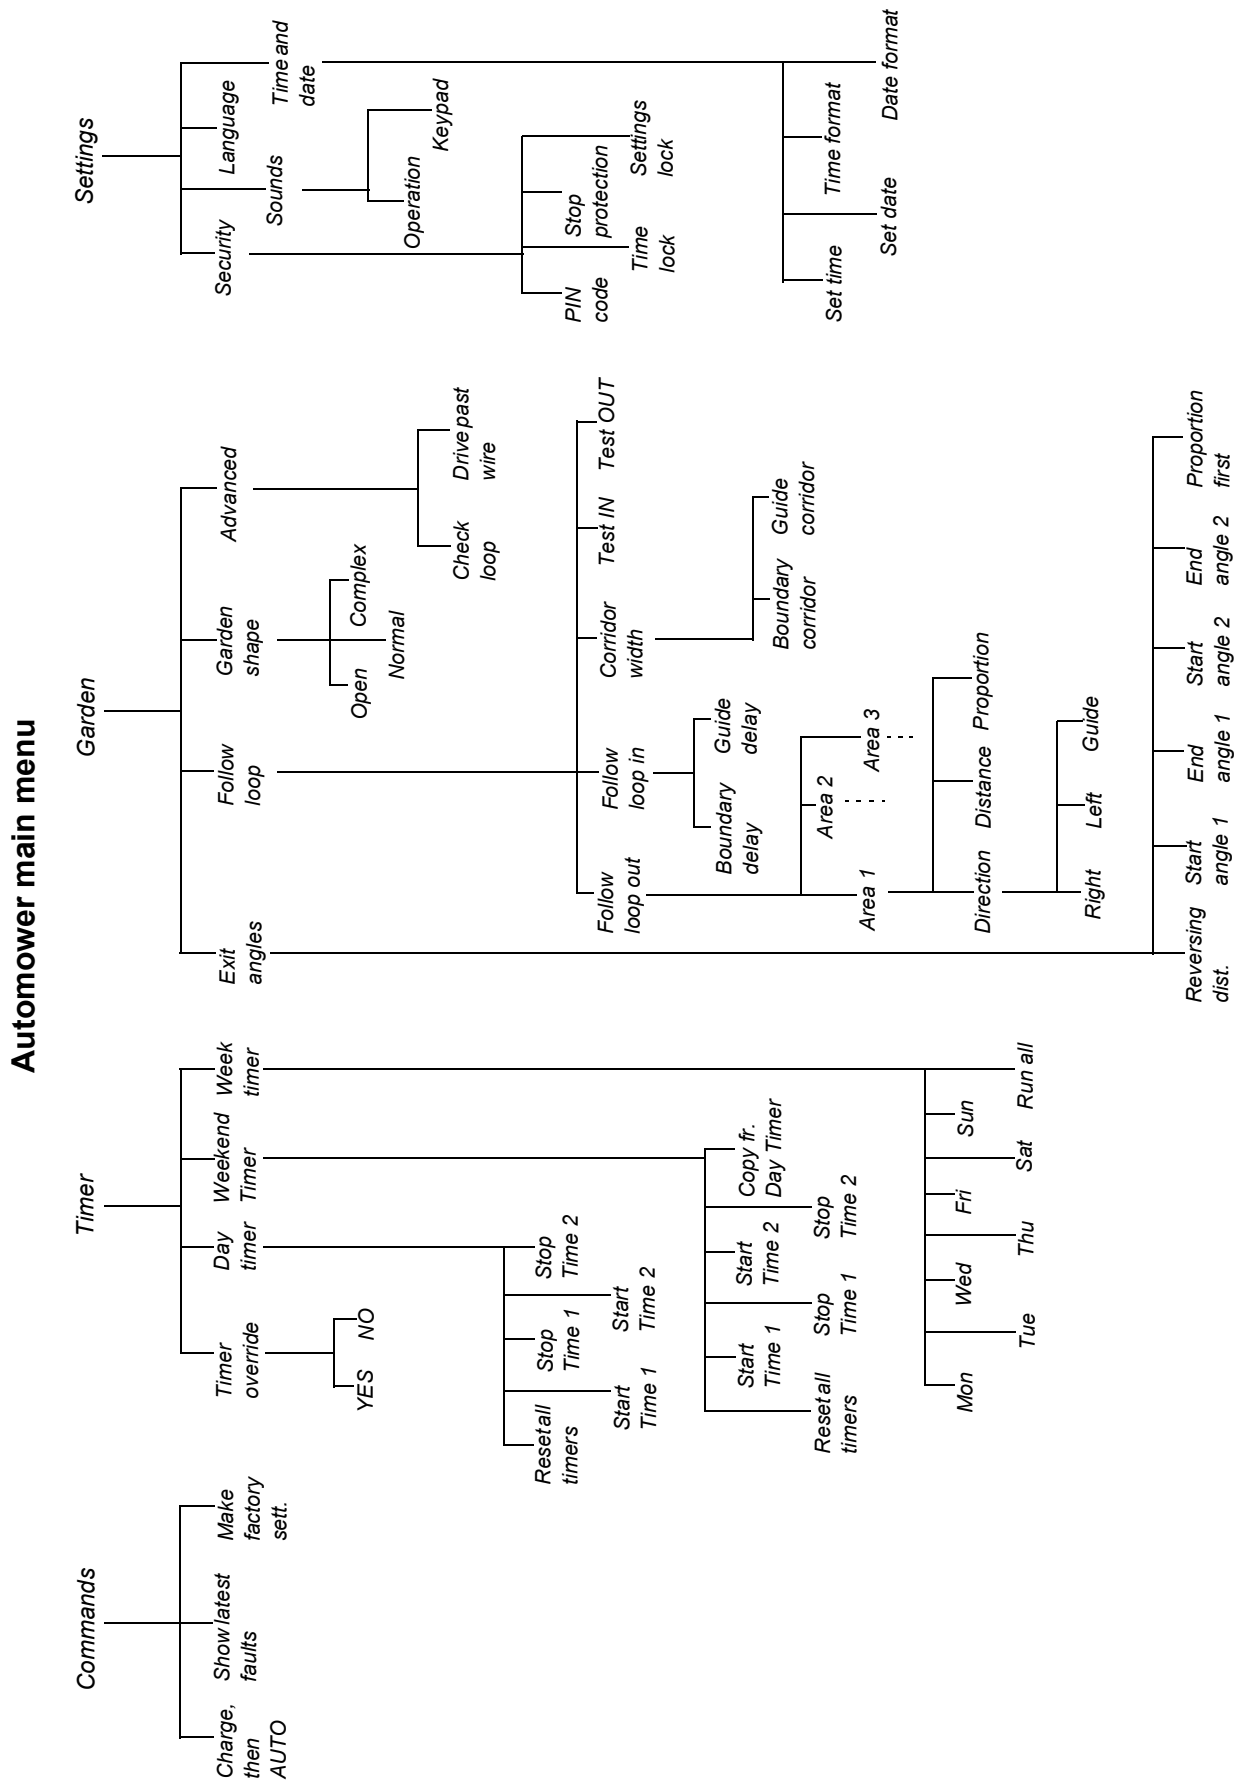 Automower main menu
Commands
Charge,
then
AUTO
Show latest
faults
Make
factory
sett.
Timer
Timer
override
YES
NO
Day
timer
Reset all
timers
Start
Time 1
Stop
Time 1
Start
Time 2
Stop
Time 2
Weekend
Timer
Reset all
timers
Start
Time 1
Stop
Time 1
Start
Time 2
Stop
Time 2
Copy fr.
Day Timer
Week
timer
Mon
Tue
Wed
Thu
Fri
Sat
Sun
Run all
Garden
Exit
angles
Reversing
dist.
Start
angle 1
End
angle 1
Start
angle 2
End
angle 2
Proportion
first
Follow
loop
Follow
loop out
Area 1
Direction
Right
Left
Guide
Distance
Proportion
Area 2
Area 3
Follow
loop in
Boundary
delay
Guide
delay
Corridor
width
Boundary
corridor
Guide
corridor
Test IN
Test OUT
Garden
shape
Open
Normal
Complex
Advanced
Check
loop
Drive past
wire
Settings
Security
PIN
code
Time
lock
Stop
protection
Settings
lock
Sounds
Operation
Keypad
Language
Time and
date
Set time
Set date
Time format
Date format